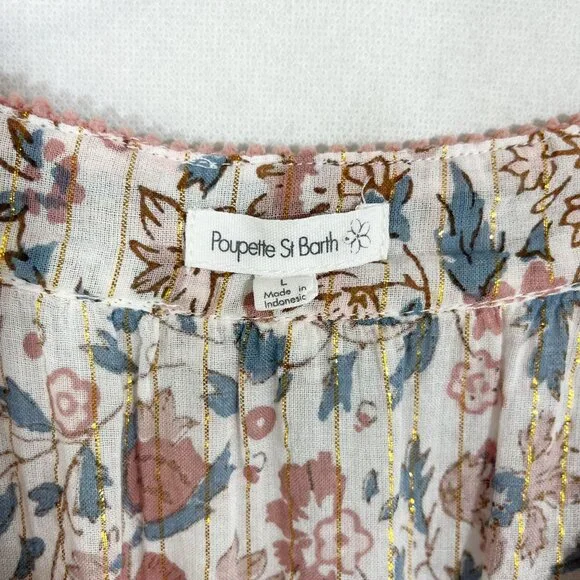 Poupette St Barth
L
Made in
Indonesia